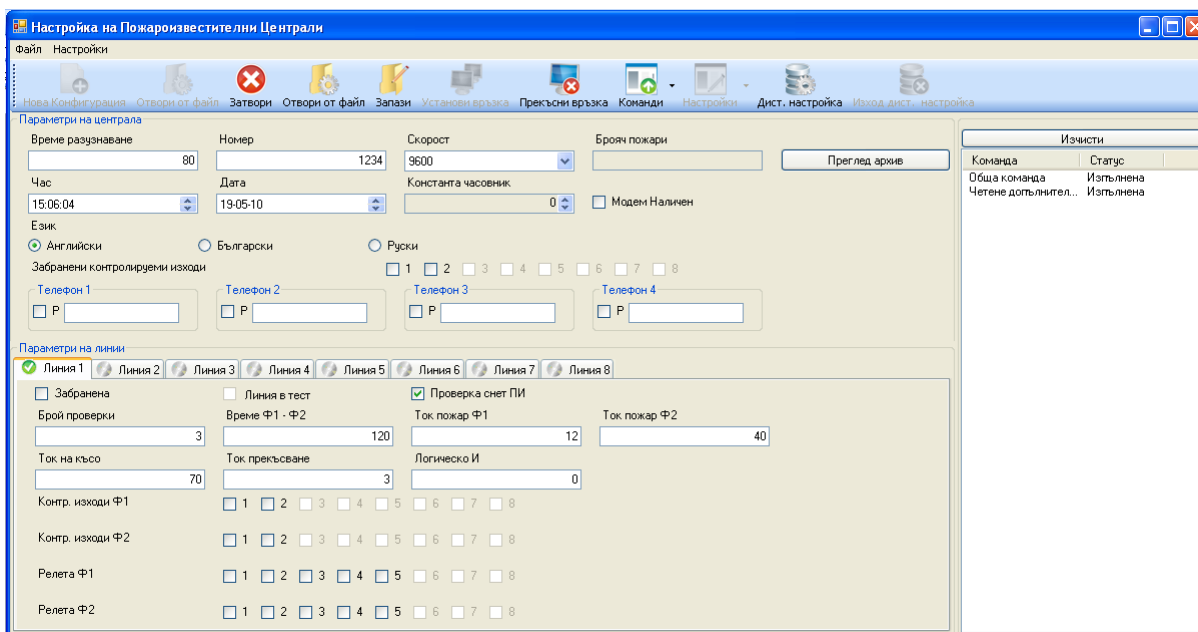 Настройка на Пожароизвестителни Централи
Файл Настройки
Нова Конфигурация Отвори от файл Затвори Отвори от файл Запази Установи връзка Прекъсни връзка Команди Настройки Дист. настройка Изход дист. настройка
Параметри на централа
Време разузнаване Номер Скорост Брояч пожари
80 1234 9600 Преглед архив
Час Дата Константа часовник
15:06:04 19-05-10 0 Модем Наличен
Език
Английски Български Руски
Забранени контролируеми изходи 1 2 3 4 5 6 7 8
Телефон 1 Телефон 2 Телефон 3 Телефон 4
Р Р Р Р
Параметри на линии
Линия 1 Линия 2 Линия 3 Линия 4 Линия 5 Линия 6 Линия 7 Линия 8
Забранена Линия в тест Проверка снет ПИ
Брой проверки Време Ф1 - Ф2 Ток пожар Ф1 Ток пожар Ф2
3 120 12 40
Ток на късо Ток прекъсване Логическо И
70 3 0
Контр. изходи Ф1 1 2 3 4 5 6 7 8
Контр. изходи Ф2 1 2 3 4 5 6 7 8
Релета Ф1 1 2 3 4 5 6 7 8
Релета Ф2 1 2 3 4 5 6 7 8
Изчисти
Команда Статус
Обща команда Изпълнена
Четене допълнител... Изпълнена